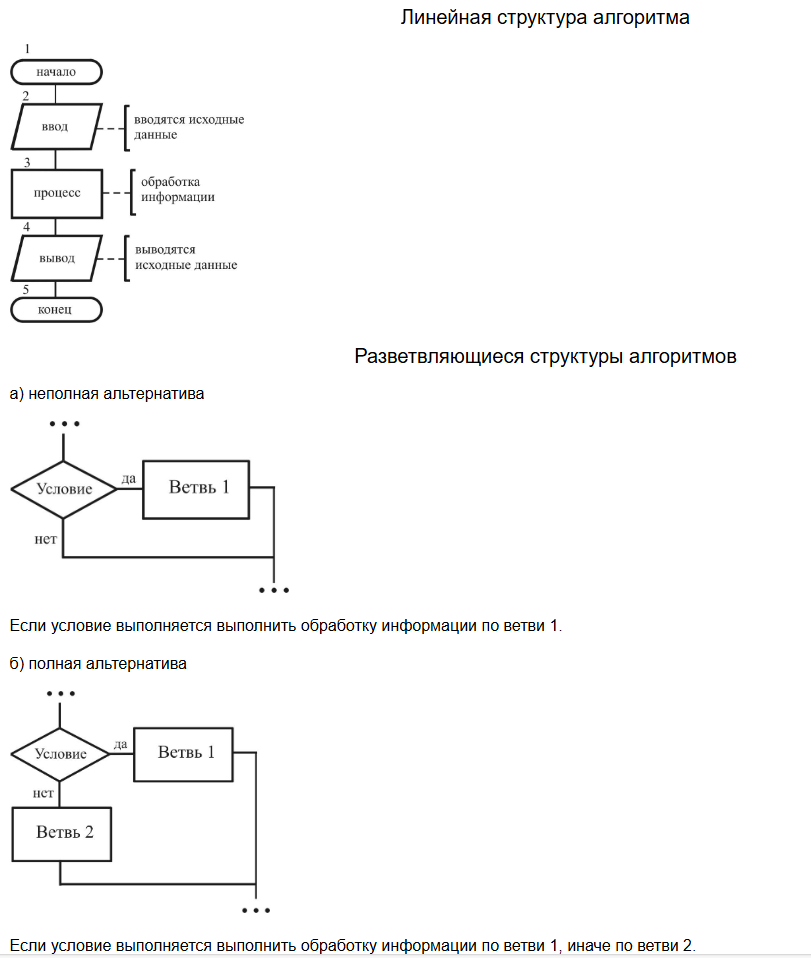 Линейная структура алгоритма
1
начало
2
ввод
вводятся исходные
данные
3
процесс
обработка
информации
4
вывод
выводятся
исходные данные
5
конец
Разветвляющиеся структуры алгоритмов
а) неполная альтернатива
• • •
Условие
да
Ветвь 1
нет
• • •
Если условие выполняется выполнить обработку информации по ветви 1.
б) полная альтернатива
• • •
Условие
да
Ветвь 1
нет
Ветвь 2
• • •
Если условие выполняется выполнить обработку информации по ветви 1, иначе по ветви 2.